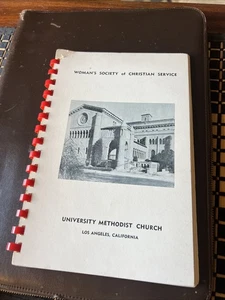 WOMAN'S SOCIETY of CHRISTIAN SERVICE
UNIVERSITY METHODIST CHURCH
LOS ANGELES, CALIFORNIA